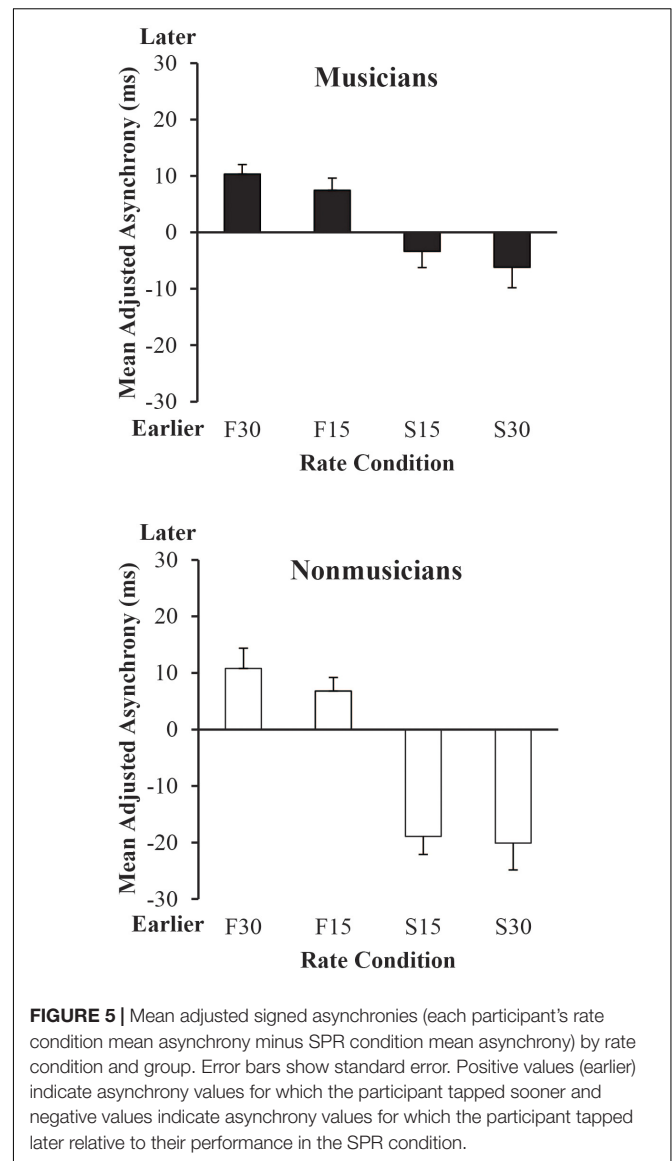 Later
30
Musicians
20
10
0
-10
-20
-30
Mean Adjusted Asynchrony (ms)
Earlier F30 F15 S15 S30
Rate Condition
Later
30
Nonmusicians
20
10
0
-10
-20
-30
Mean Adjusted Asynchrony (ms)
Earlier F30 F15 S15 S30
Rate Condition
FIGURE 5 | Mean adjusted signed asynchronies (each participant's rate
condition mean asynchrony minus SPR condition mean asynchrony) by rate
condition and group. Error bars show standard error. Positive values (earlier)
indicate asynchrony values for which the participant tapped sooner and
negative values indicate asynchrony values for which the participant tapped
later relative to their performance in the SPR condition.